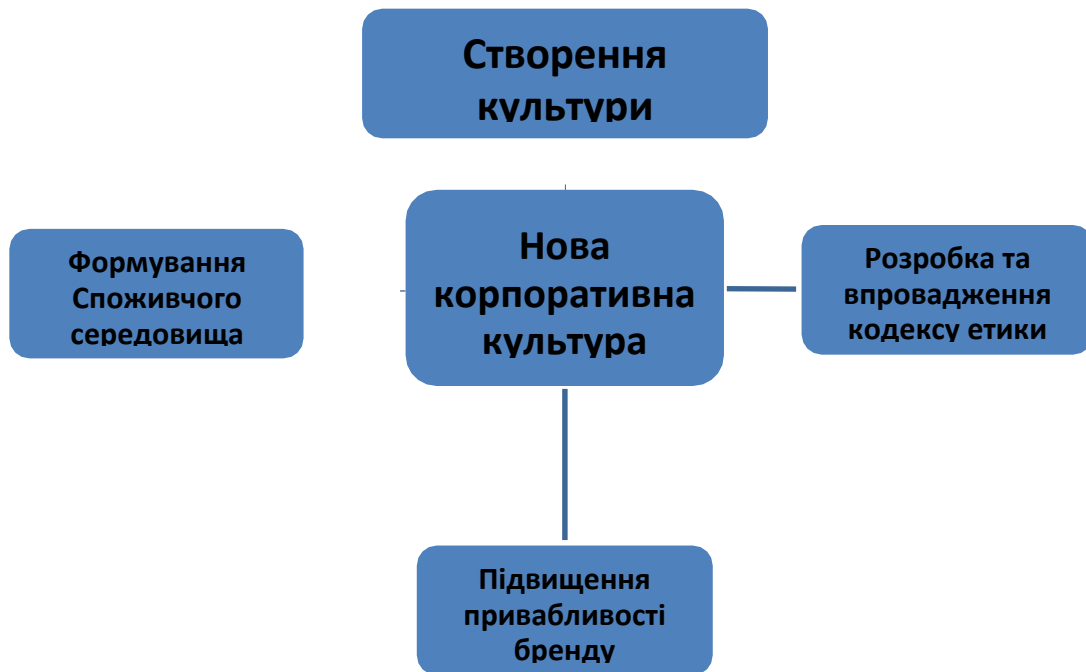 Створення
культури
Нова
корпоративна
культура
Формування
Споживчого
середовища
Розробка та
впровадження
кодексу етики
Підвищення
привабливості
бренду